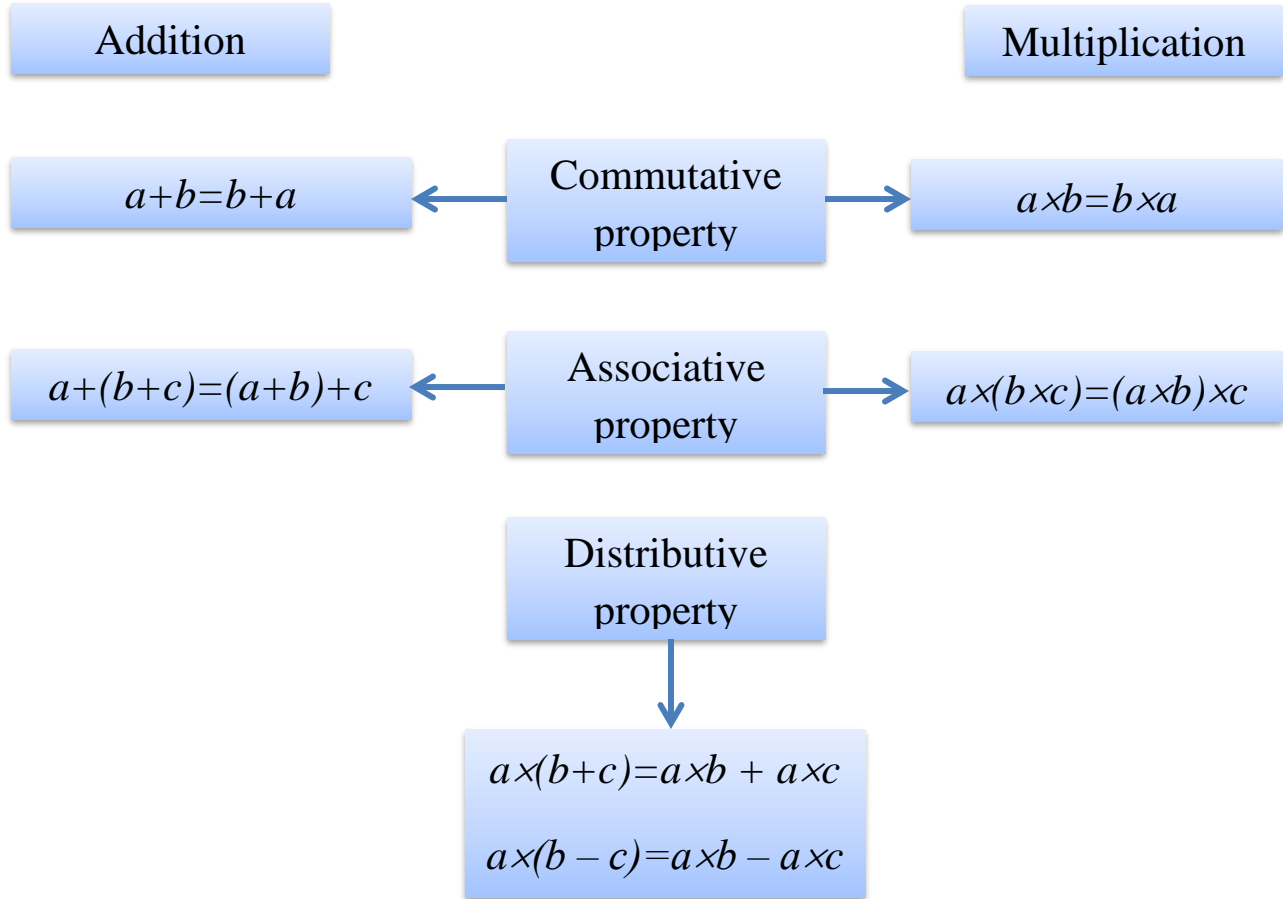 Addition
Multiplication
a+b=b+a
Commutative
property
a×b=b×a
a+(b+c)=(a+b)+c
Associative
property
a×(b×c)=(a×b)×c
Distributive
property
a×(b+c)=a×b + a×c
a×(b – c)=a×b – a×c